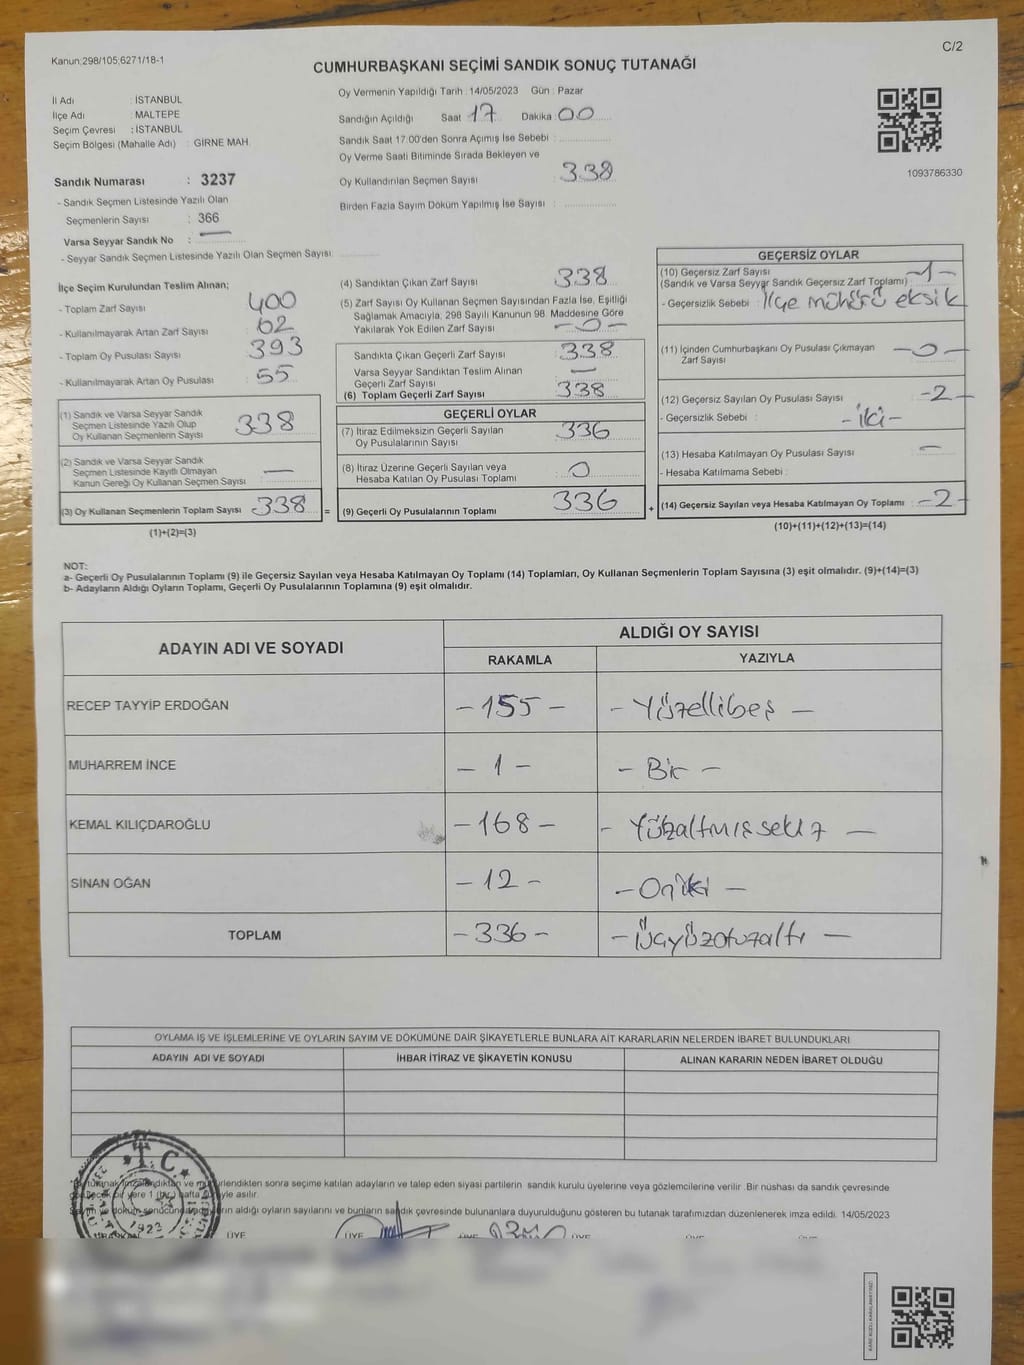 C/2
Kanun:298/105;6271/18-1
CUMHURBAŞKANI SEÇİMİ SANDIK SONUÇ TUTANAĞI
İl Adı : İSTANBUL
İlçe Adı : MALTEPE
Seçim Çevresi : İSTANBUL
Seçim Bölgesi (Mahalle Adı) : GİRNE MAH.
Sandık Numarası : 3237
- Sandık Seçmen Listesinde Yazılı Olan
Seçmenlerin Sayısı : 366
Varsa Seyyar Sandık No : —
- Seyyar Sandık Seçmen Listesinde Yazılı Olan Seçmen Sayısı:
Oy Vermenin Yapıldığı Tarih : 14/05/2023 Gün : Pazar
Sandığın Açıldığı Saat 17 Dakika 00
Sandık Saat 17.00'den Sonra Açımış İse Sebebi :
Oy Verme Saati Bitiminde Sırada Bekleyen ve
Oy Kullandırılan Seçmen Sayısı : 338
Birden Fazla Sayım Döküm Yapılmış İse Sayısı :
1093786330
İlçe Seçim Kurulundan Teslim Alınan;
- Toplam Zarf Sayısı 400
- Kullanılmayarak Artan Zarf Sayısı 62
- Toplam Oy Pusulası Sayısı 393
- Kullanılmayarak Artan Oy Pusulası 55
(1) Sandık ve Varsa Seyyar Sandık
Seçmen Listesinde Yazılı Olup
Oy Kullanan Seçmenlerin Sayısı 338
(2) Sandık ve Varsa Seyyar Sandık
Seçmen Listesinde Kayıtlı Olmayan
Kanun Gereği Oy Kullanan Seçmen Sayısı —
(3) Oy Kullanan Seçmenlerin Toplam Sayısı 338 =
(1)+(2)=(3)
(4) Sandıktan Çıkan Zarf Sayısı 338
(5) Zarf Sayısı Oy Kullanan Seçmen Sayısından Fazla İse, Eşitliği
Sağlamak Amacıyla, 298 Sayılı Kanunun 98. Maddesine Göre
Yakılarak Yok Edilen Zarf Sayısı -0-
Sandıkta Çıkan Geçerli Zarf Sayısı 338
Varsa Seyyar Sandıktan Teslim Alınan
Geçerli Zarf Sayısı —
(6) Toplam Geçerli Zarf Sayısı 338
GEÇERLİ OYLAR
(7) İtiraz Edilmeksizin Geçerli Sayılan
Oy Pusulalarının Sayısı 336
(8) İtiraz Üzerine Geçerli Sayılan veya
Hesaba Katılan Oy Pusulası Toplamı 0
(9) Geçerli Oy Pusulalarının Toplamı 336 +
GEÇERSİZ OYLAR
(10) Geçersiz Zarf Sayısı -1-
(Sandık ve Varsa Seyyar Sandık Geçersiz Zarf Toplamı)
- Geçersizlik Sebebi : İlçe mühürü eksik
(11) İçinden Cumhurbaşkanı Oy Pusulası Çıkmayan
Zarf Sayısı -0-
(12) Geçersiz Sayılan Oy Pusulası Sayısı -2-
- Geçersizlik Sebebi : -iki-
(13) Hesaba Katılmayan Oy Pusulası Sayısı —
- Hesaba Katılmama Sebebi :
(14) Geçersiz Sayılan veya Hesaba Katılmayan Oy Toplamı -2-
(10)+(11)+(12)+(13)=(14)
NOT:
a- Geçerli Oy Pusulalarının Toplamı (9) ile Geçersiz Sayılan veya Hesaba Katılmayan Oy Toplamı (14) Toplamları, Oy Kullanan Seçmenlerin Toplam Sayısına (3) eşit olmalıdır. (9)+(14)=(3)
b- Adayların Aldığı Oyların Toplamı, Geçerli Oy Pusulalarının Toplamına (9) eşit olmalıdır.
ADAYIN ADI VE SOYADI ALDIĞI OY SAYISI
RAKAMLA YAZIYLA
RECEP TAYYİP ERDOĞAN -155- -Yüzellibeş-
MUHARREM İNCE -1- -Bir-
KEMAL KILIÇDAROĞLU -168- -Yüzaltmışsekiz-
SİNAN OĞAN -12- -Oniki-
TOPLAM -336- -Üçyüzotuzaltı-
OYLAMA İŞ VE İŞLEMLERİNE VE OYLARIN SAYIM VE DÖKÜMÜNE DAİR ŞİKAYETLERLE BUNLARA AİT KARARLARIN NELERDEN İBARET BULUNDUKLARI
ADAYIN ADI VE SOYADI İHBAR İTİRAZ VE ŞİKAYETİN KONUSU ALINAN KARARIN NEDEN İBARET OLDUĞU
T.C.
1923
tutanak imzalandıktan ve sonra seçime katılan adayların ve talep eden siyasi partilerin sandık kurulu üyelerine veya gözlemcilerine verilir. Bir nüshası da sandık çevresinde
bir yere 1 (bir) hafta asılır.
aldığı oyların sayılarını ve bunların sandık çevresinde bulunanlara duyurulduğunu gösteren bu tutanak tarafımızdan düzenlenerek imza edildi. 14/05/2023
ÜYE ÜYE ÜYE ÜYE